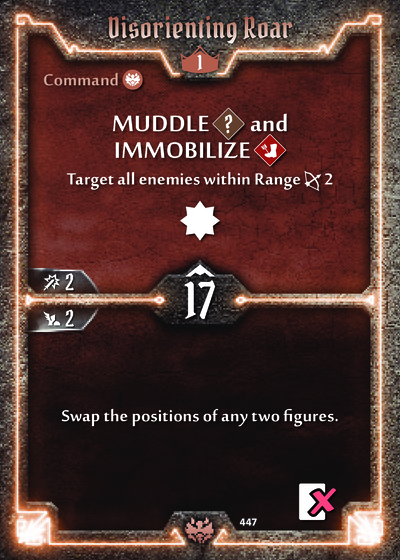 Disorienting Roar
1
Command
MUDDLE ? and
IMMOBILIZE
Target all enemies within Range 2
2
17
2
Swap the positions of any two figures.
447